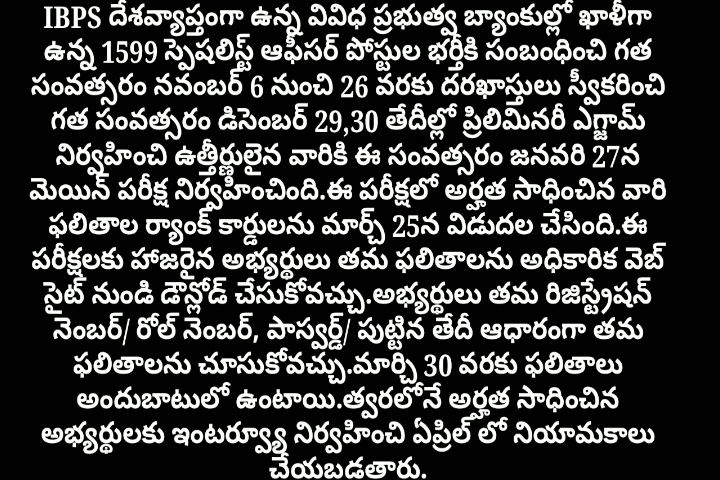 IBPS దేశవ్యాప్తంగా ఉన్న వివిధ ప్రభుత్వ బ్యాంకుల్లో ఖాళీగా
ఉన్న 1599 స్పెషలిస్ట్ ఆఫీసర్ పోస్టుల భర్తీకి సంబంధించి గత
సంవత్సరం నవంబర్ 6 నుంచి 26 వరకు దరఖాస్తులు స్వీకరించి
గత సంవత్సరం డిసెంబర్ 29,30 తేదీల్లో ప్రిలిమినరీ ఎగ్జామ్
నిర్వహించి ఉత్తీర్ణులైన వారికి ఈ సంవత్సరం జనవరి 27న
మెయిన్ పరీక్ష నిర్వహించింది.ఈ పరీక్షలో అర్హత సాధించిన వారి
ఫలితాల ర్యాంక్ కార్డులను మార్చ్ 25న విడుదల చేసింది.ఈ
పరీక్షలకు హాజరైన అభ్యర్థులు తమ ఫలితాలను అధికారిక వెబ్
సైట్ నుండి డౌన్లోడ్ చేసుకోవచ్చు.అభ్యర్థులు తమ రిజిస్ట్రేషన్
నెంబర్/ రోల్ నెంబర్, పాస్వర్డ్/ పుట్టిన తేదీ ఆధారంగా తమ
ఫలితాలను చూసుకోవచ్చు.మార్చి 30 వరకు ఫలితాలు
అందుబాటులో ఉంటాయి.త్వరలోనే అర్హత సాధించిన
అభ్యర్థులకు ఇంటర్వ్యూ నిర్వహించి ఏప్రిల్ లో నియామకాలు
చేయబడతారు.